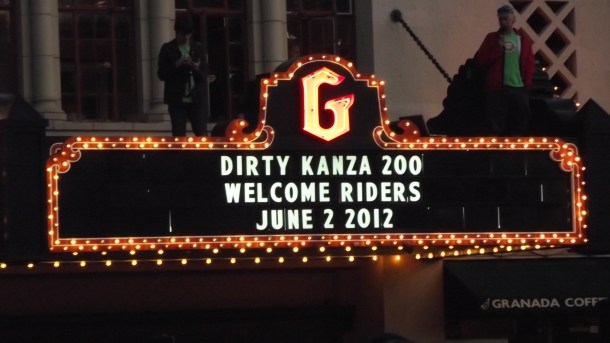 G
DIRTY KANZA 200
WELCOME RIDERS
JUNE 2 2012
GRANADA COFF